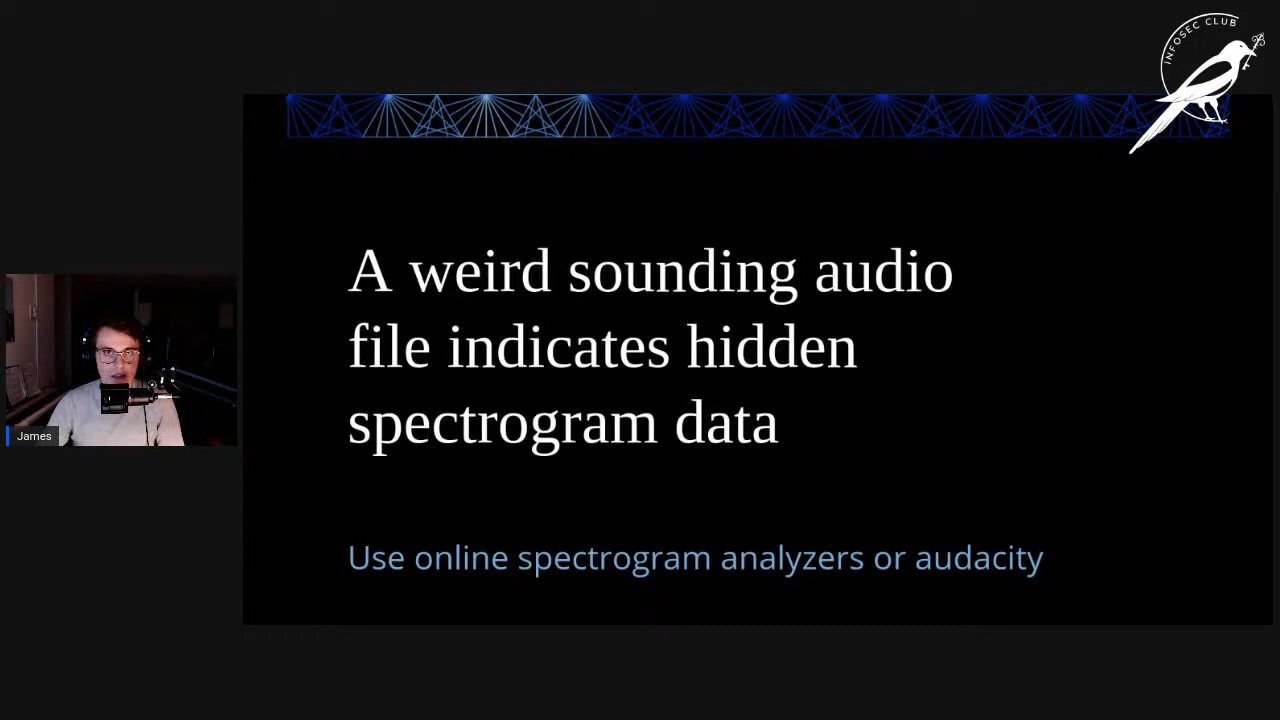 INFOSEC CLUB
A weird sounding audio
file indicates hidden
spectrogram data
Use online spectrogram analyzers or audacity
James